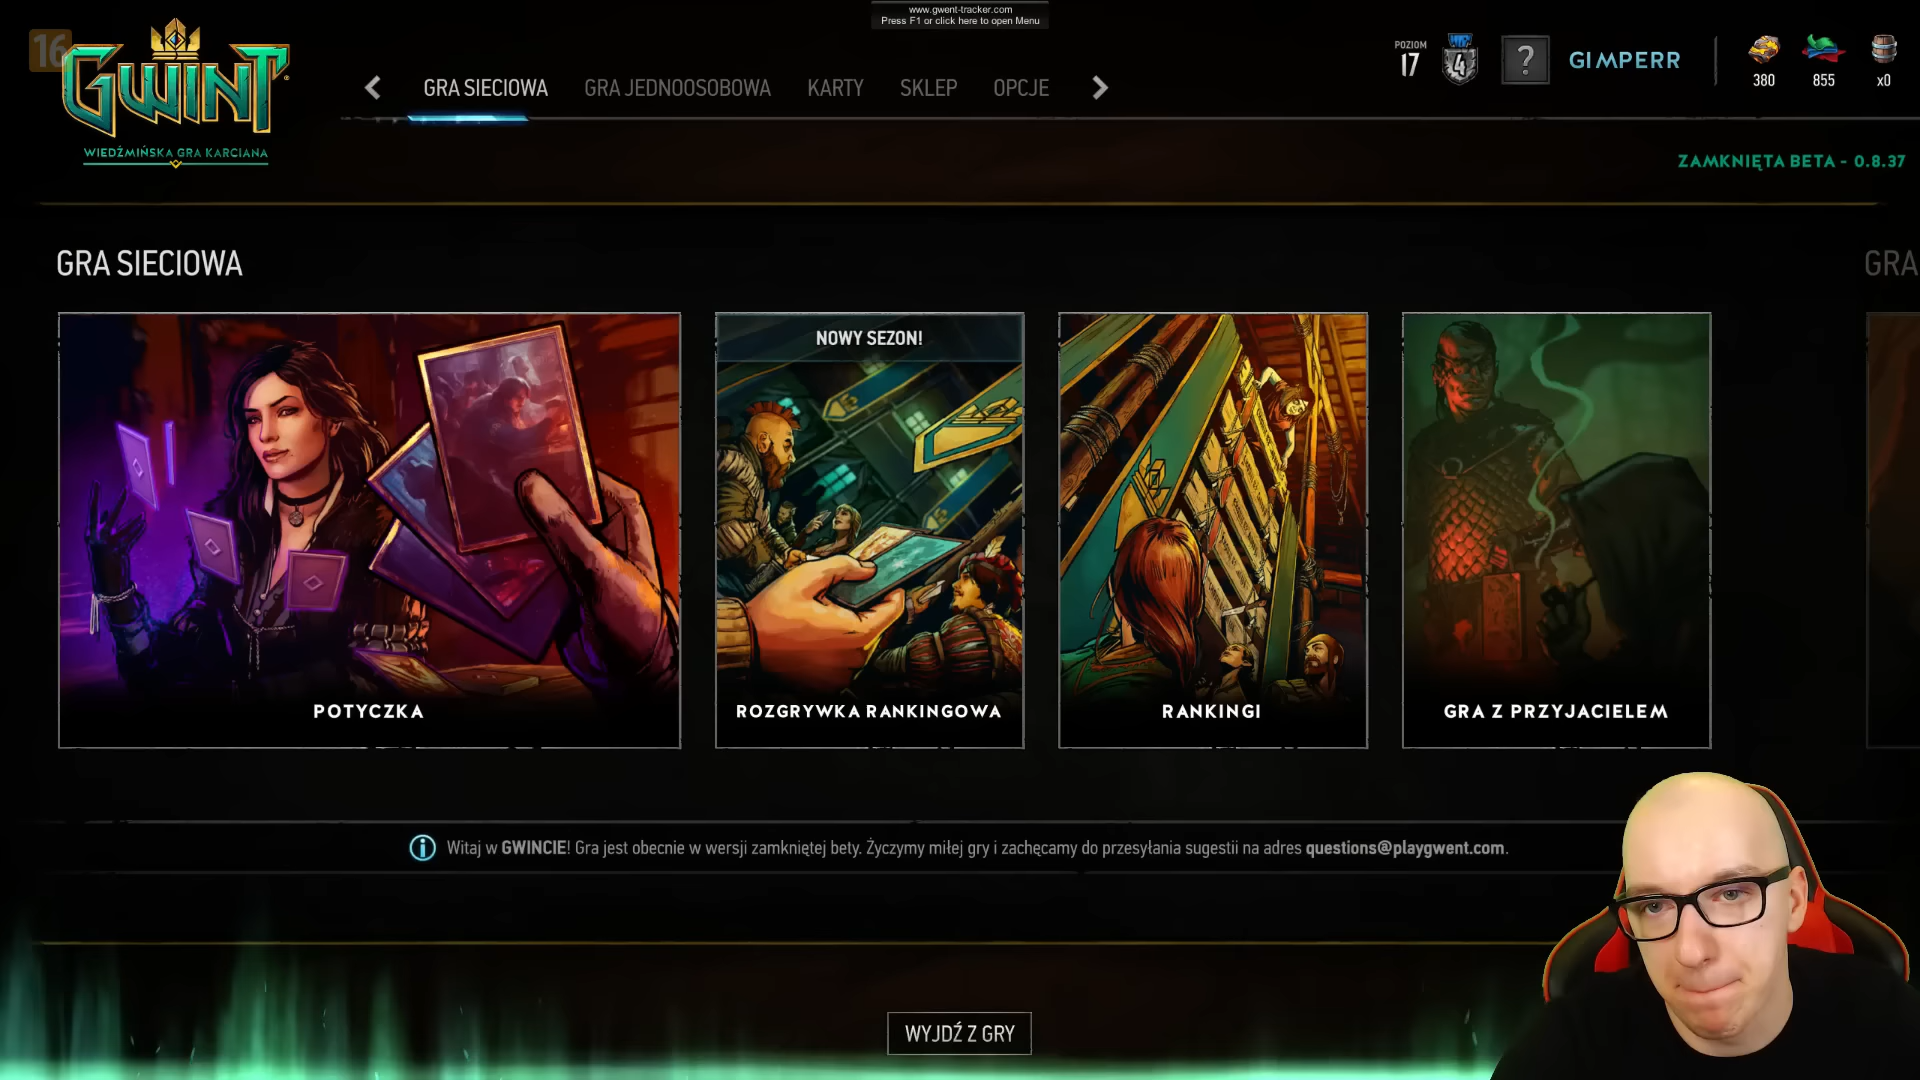 www.gwent-tracker.com
Press F1 or click here to open Menu
16
GWINT
WIEDŹMIŃSKA GRA KARCIANA
GRA SIECIOWA
GRA JEDNOOSOBOWA
KARTY
SKLEP
OPCJE
POZIOM
17
4
?
GIMPERR
380
855
x0
ZAMKNIĘTA BETA - 0.8.37
GRA SIECIOWA
GRA
NOWY SEZON!
POTYCZKA
ROZGRYWKA RANKINGOWA
RANKINGI
GRA Z PRZYJACIELEM
Witaj w GWINCIE! Gra jest obecnie w wersji zamkniętej bety. Życzymy miłej gry i zachęcamy do przesyłania sugestii na adres questions@playgwent.com.
WYJDŹ Z GRY